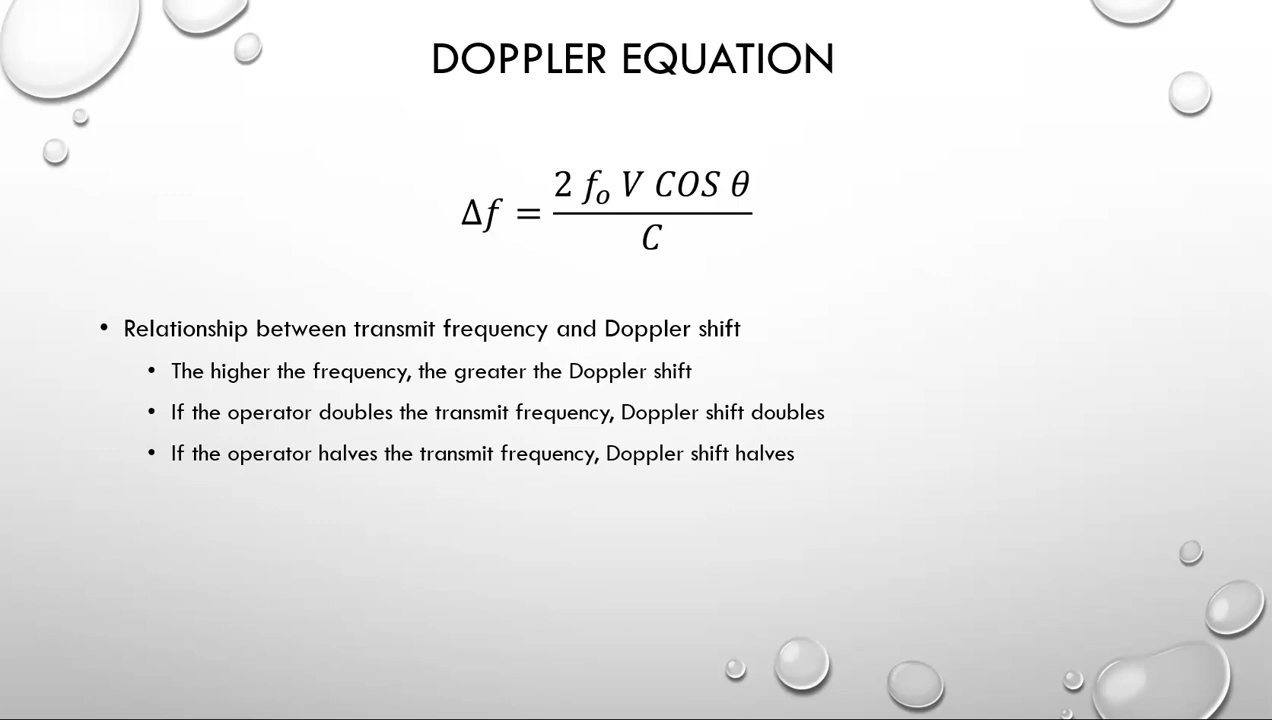 DOPPLER EQUATION
Δf = 2 f₀ V COS θ / C
• Relationship between transmit frequency and Doppler shift
• The higher the frequency, the greater the Doppler shift
• If the operator doubles the transmit frequency, Doppler shift doubles
• If the operator halves the transmit frequency, Doppler shift halves